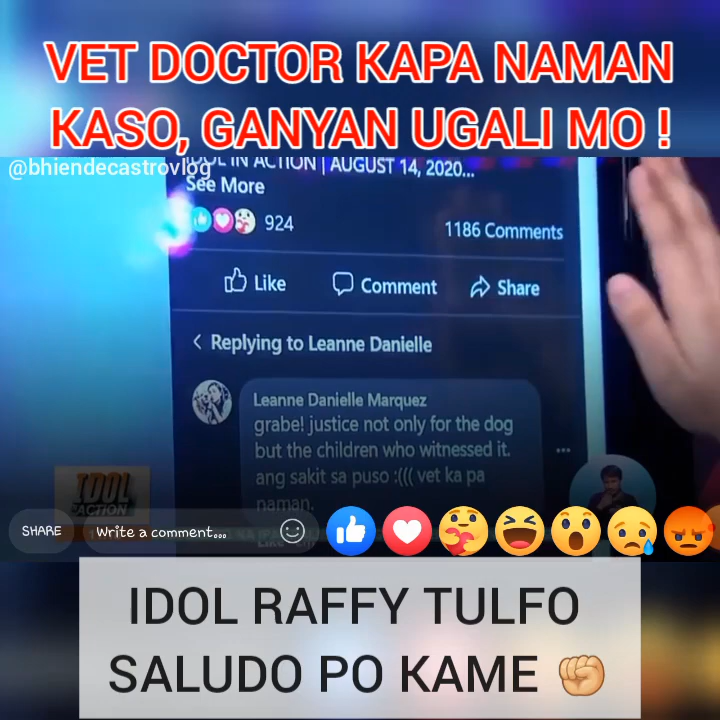 VET DOCTOR KAPA NAMAN
KASO, GANYAN UGALI MO !
@bhiendecastrovlog
IDOL IN ACTION | AUGUST 14, 2020...
See More
924
1186 Comments
Like
Comment
Share
Replying to Leanne Danielle
Leanne Danielle Marquez
grabe! justice not only for the dog
but the children who witnessed it.
ang sakit sa puso :((( vet ka pa
naman.
IDOL
ACTION
SHARE
Write a comment...
Like
IDOL RAFFY TULFO
SALUDO PO KAME ✊